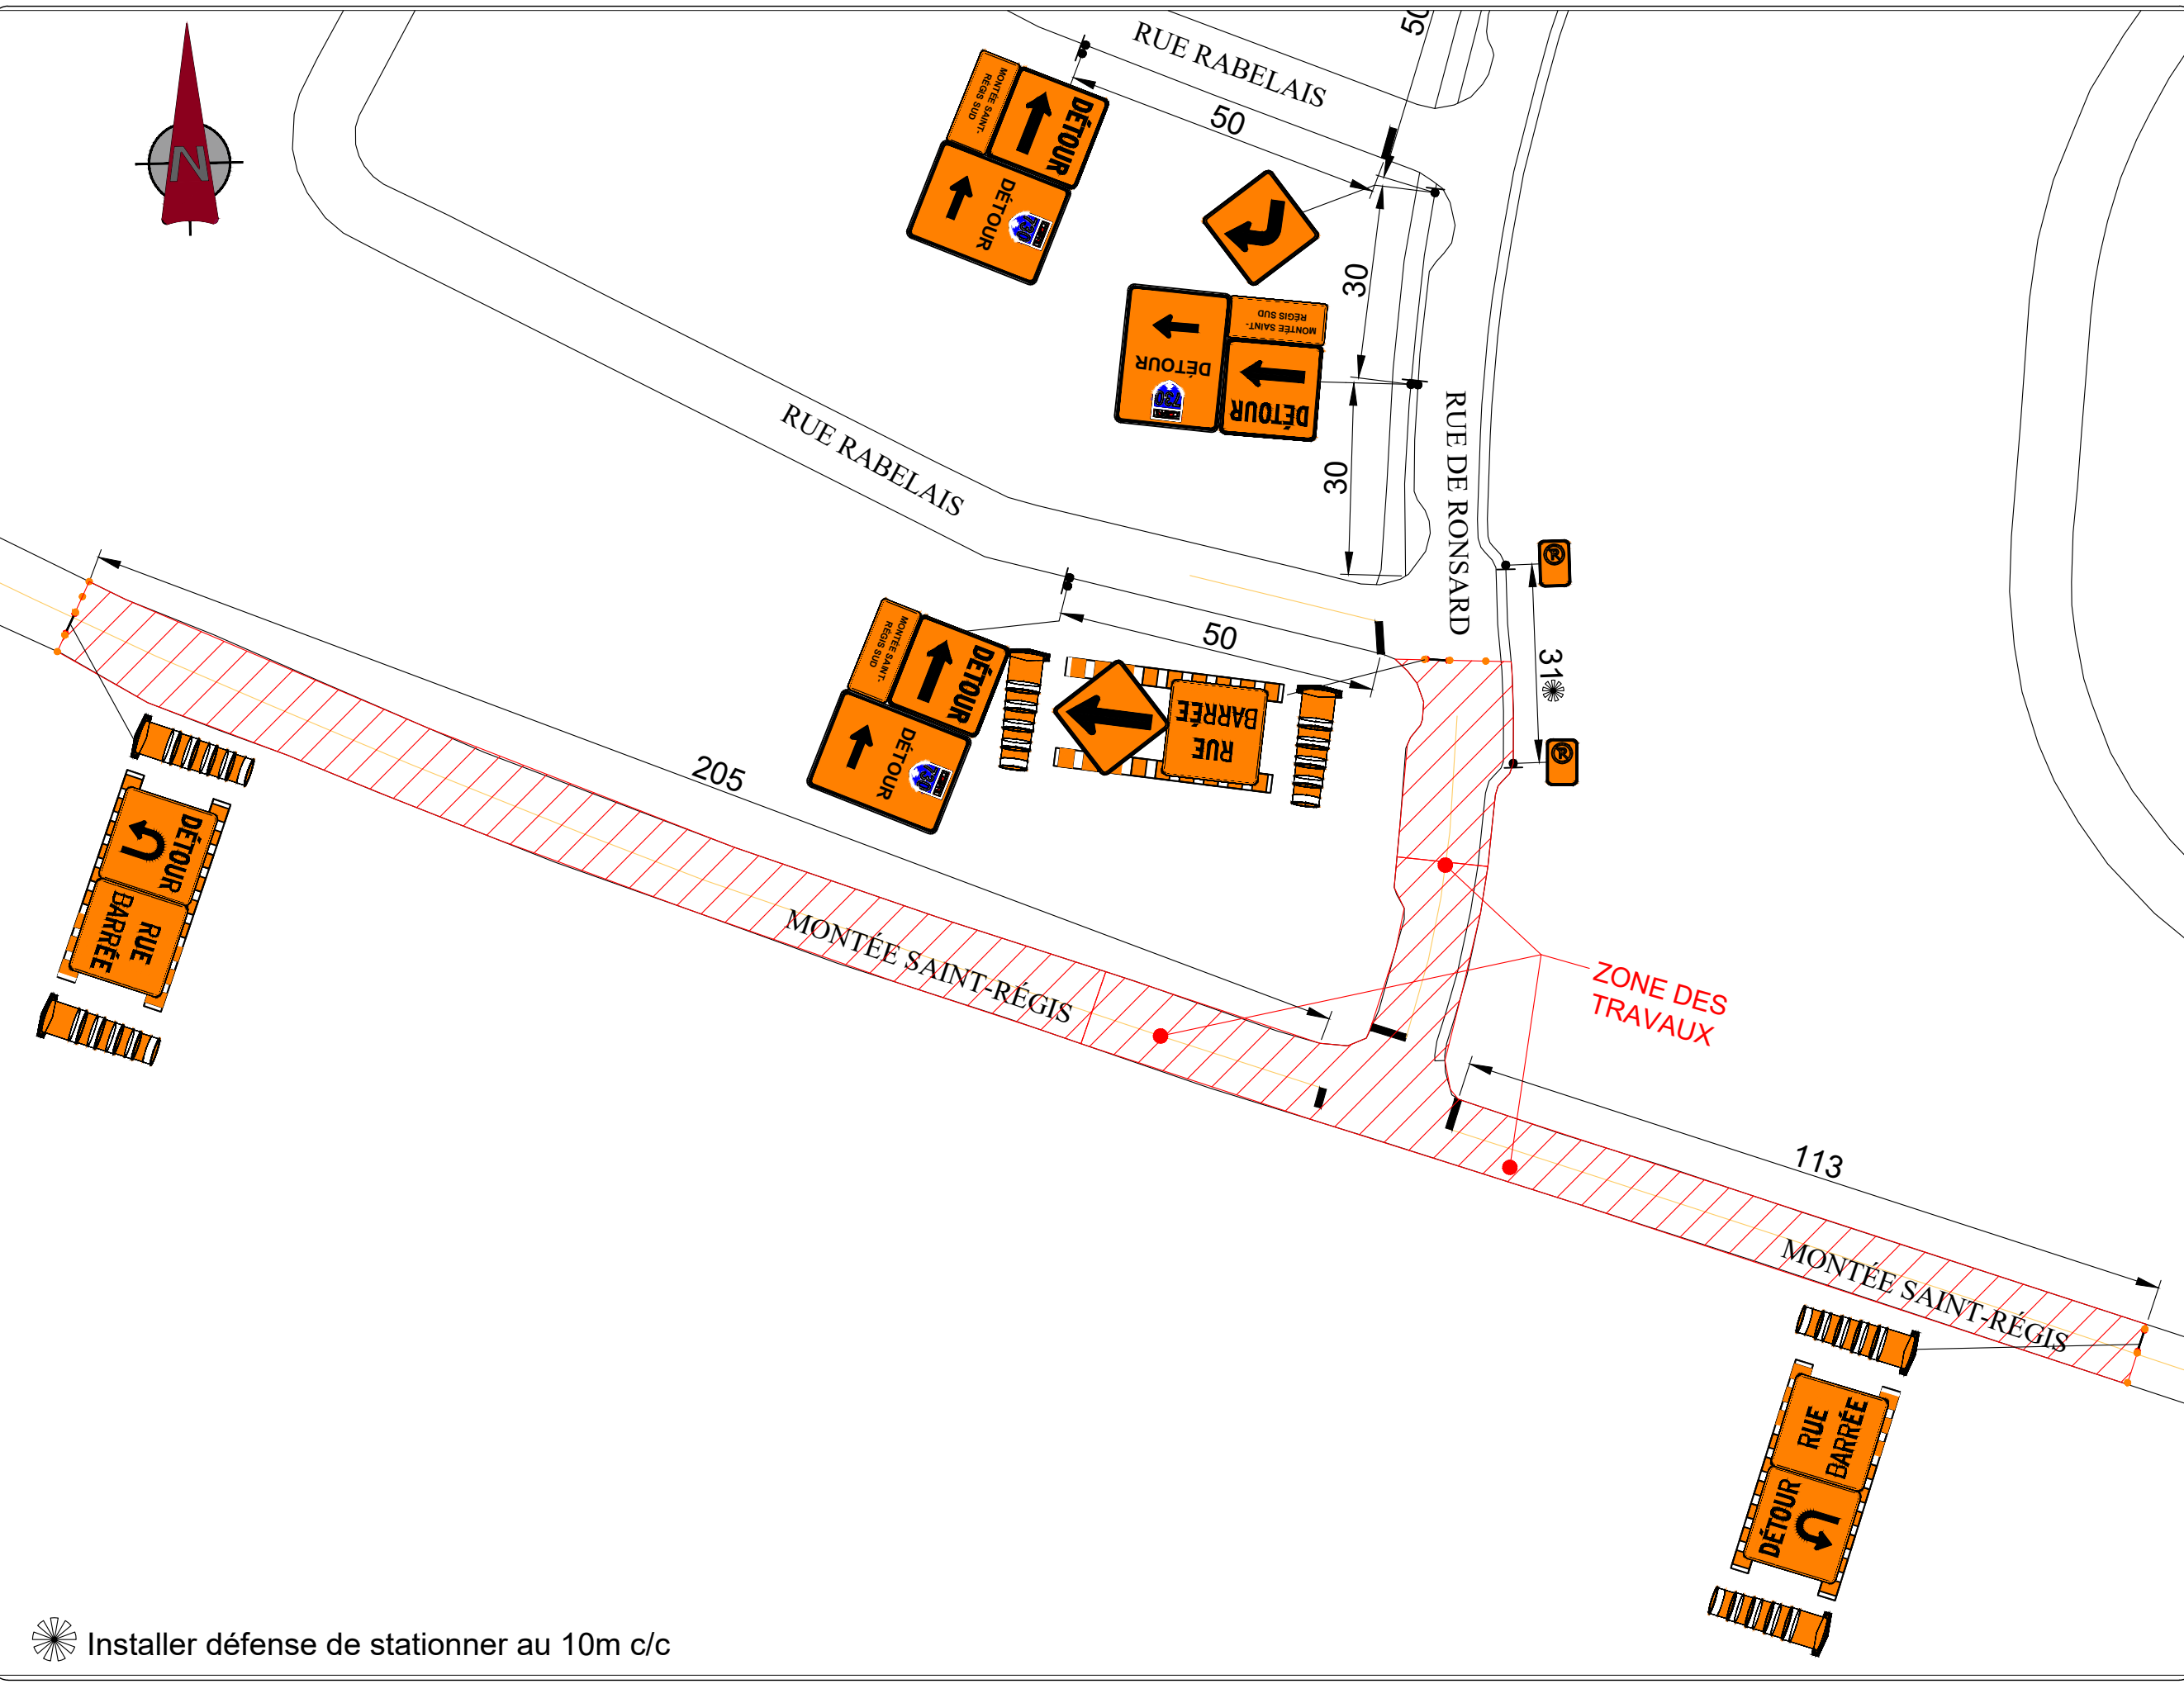 N
RUE RABELAIS
50
50
MONTÉE SAINT-
RÉGIS SUD
DÉTOUR
DÉTOUR
30
MONTÉE SAINT-
RÉGIS SUD
DÉTOUR
DÉTOUR
30
RUE RABELAIS
RUE DE RONSARD
31
50
MONTÉE SAINT-
RÉGIS SUD
DÉTOUR
DÉTOUR
RUE
BARRÉE
205
DÉTOUR
RUE
BARRÉE
MONTÉE SAINT-RÉGIS
ZONE DES
TRAVAUX
113
MONTÉE SAINT-RÉGIS
RUE
BARRÉE
DÉTOUR
Installer défense de stationner au 10m c/c